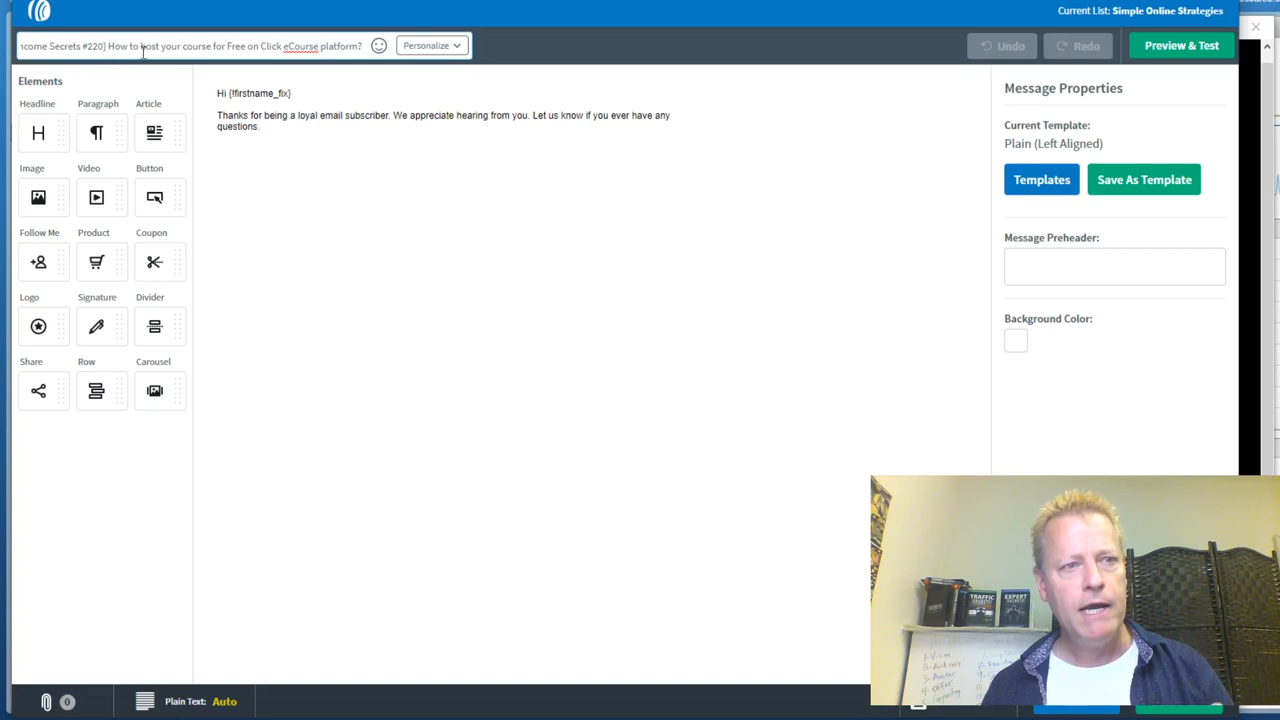 Current List: Simple Online Strategies
come Secrets #220] How to host your course for Free on Click eCourse platform?
Personalize
Undo
Redo
Preview & Test
Elements
Headline
Paragraph
Article
Image
Video
Button
Follow Me
Product
Coupon
Logo
Signature
Divider
Share
Row
Carousel
Hi {!firstname_fix}
Thanks for being a loyal email subscriber. We appreciate hearing from you. Let us know if you ever have any
questions.
Message Properties
Current Template:
Plain (Left Aligned)
Templates
Save As Template
Message Preheader:
Background Color:
TRAFFIC
SECRETS
EXPERT
SECRETS
0
Plain Text: Auto